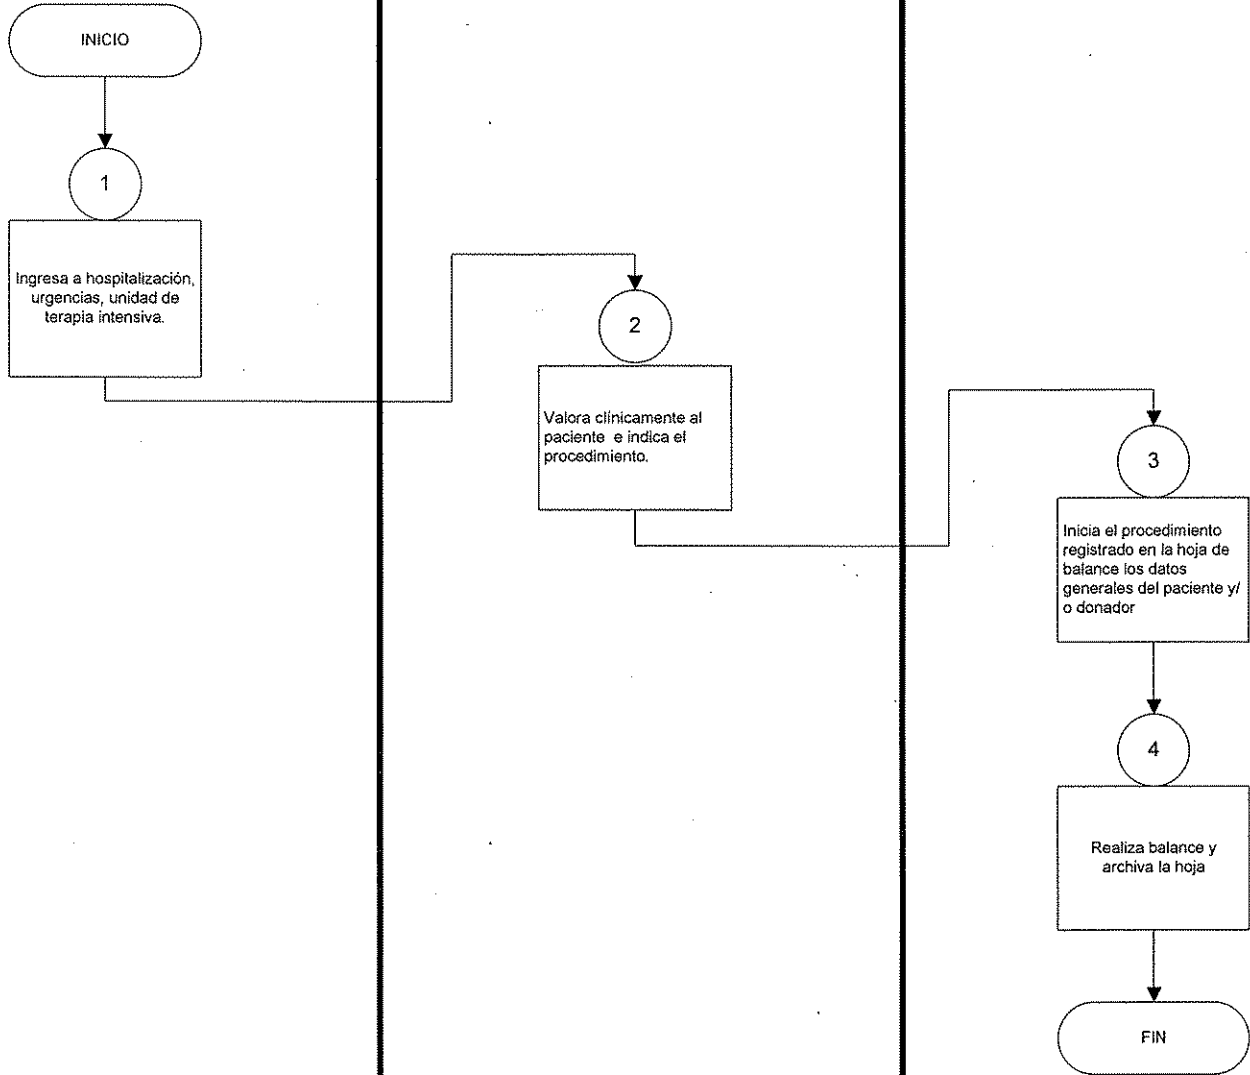 INICIO
1
Ingresa a hospitalización,
urgencias, unidad de
terapia intensiva.
2
Valora clínicamente al
paciente e indica el
procedimiento.
3
Inicia el procedimiento
registrado en la hoja de
balance los datos
generales del paciente y/
o donador
4
Realiza balance y
archiva la hoja
FIN